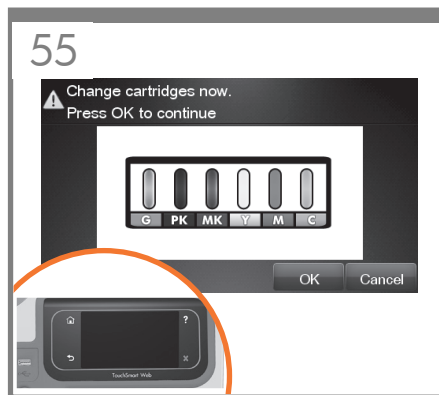 55
Change cartridges now.
Press OK to continue
G PK MK Y M C
OK Cancel
?
X
TouchSmart Web